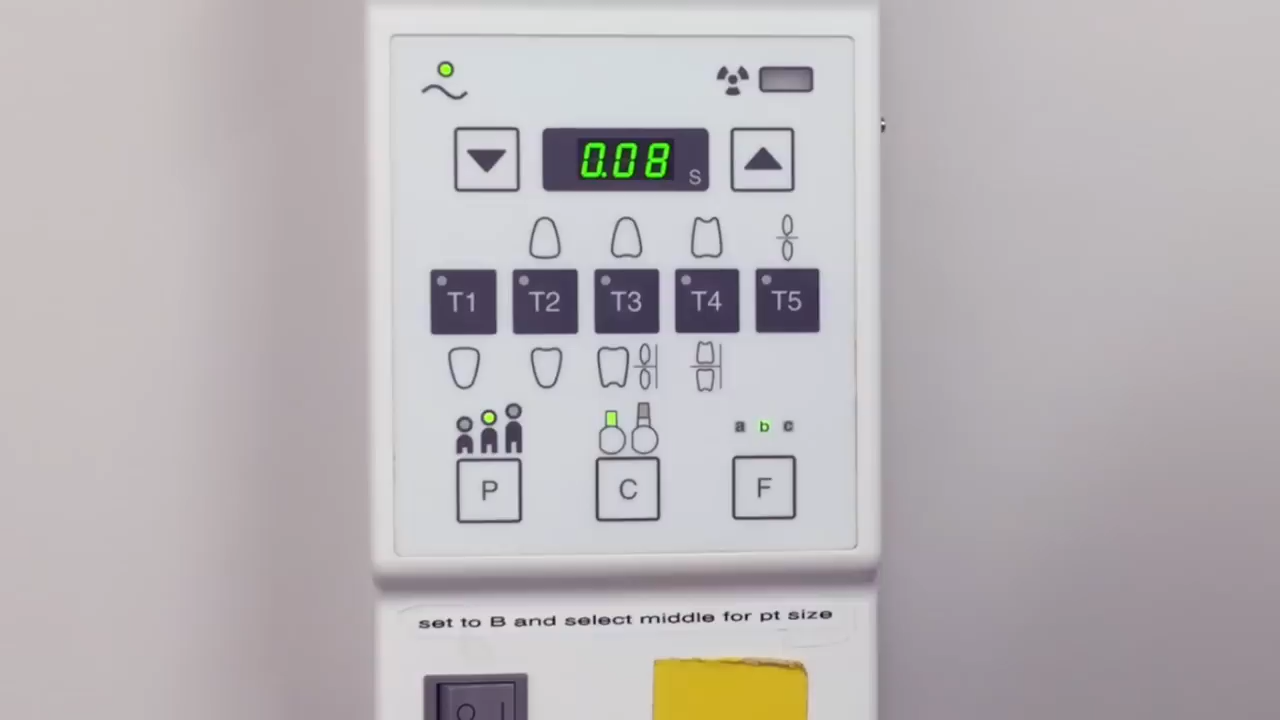 0.08 S
T1 T2 T3 T4 T5
a b c
P C F
set to B and select middle for pt size